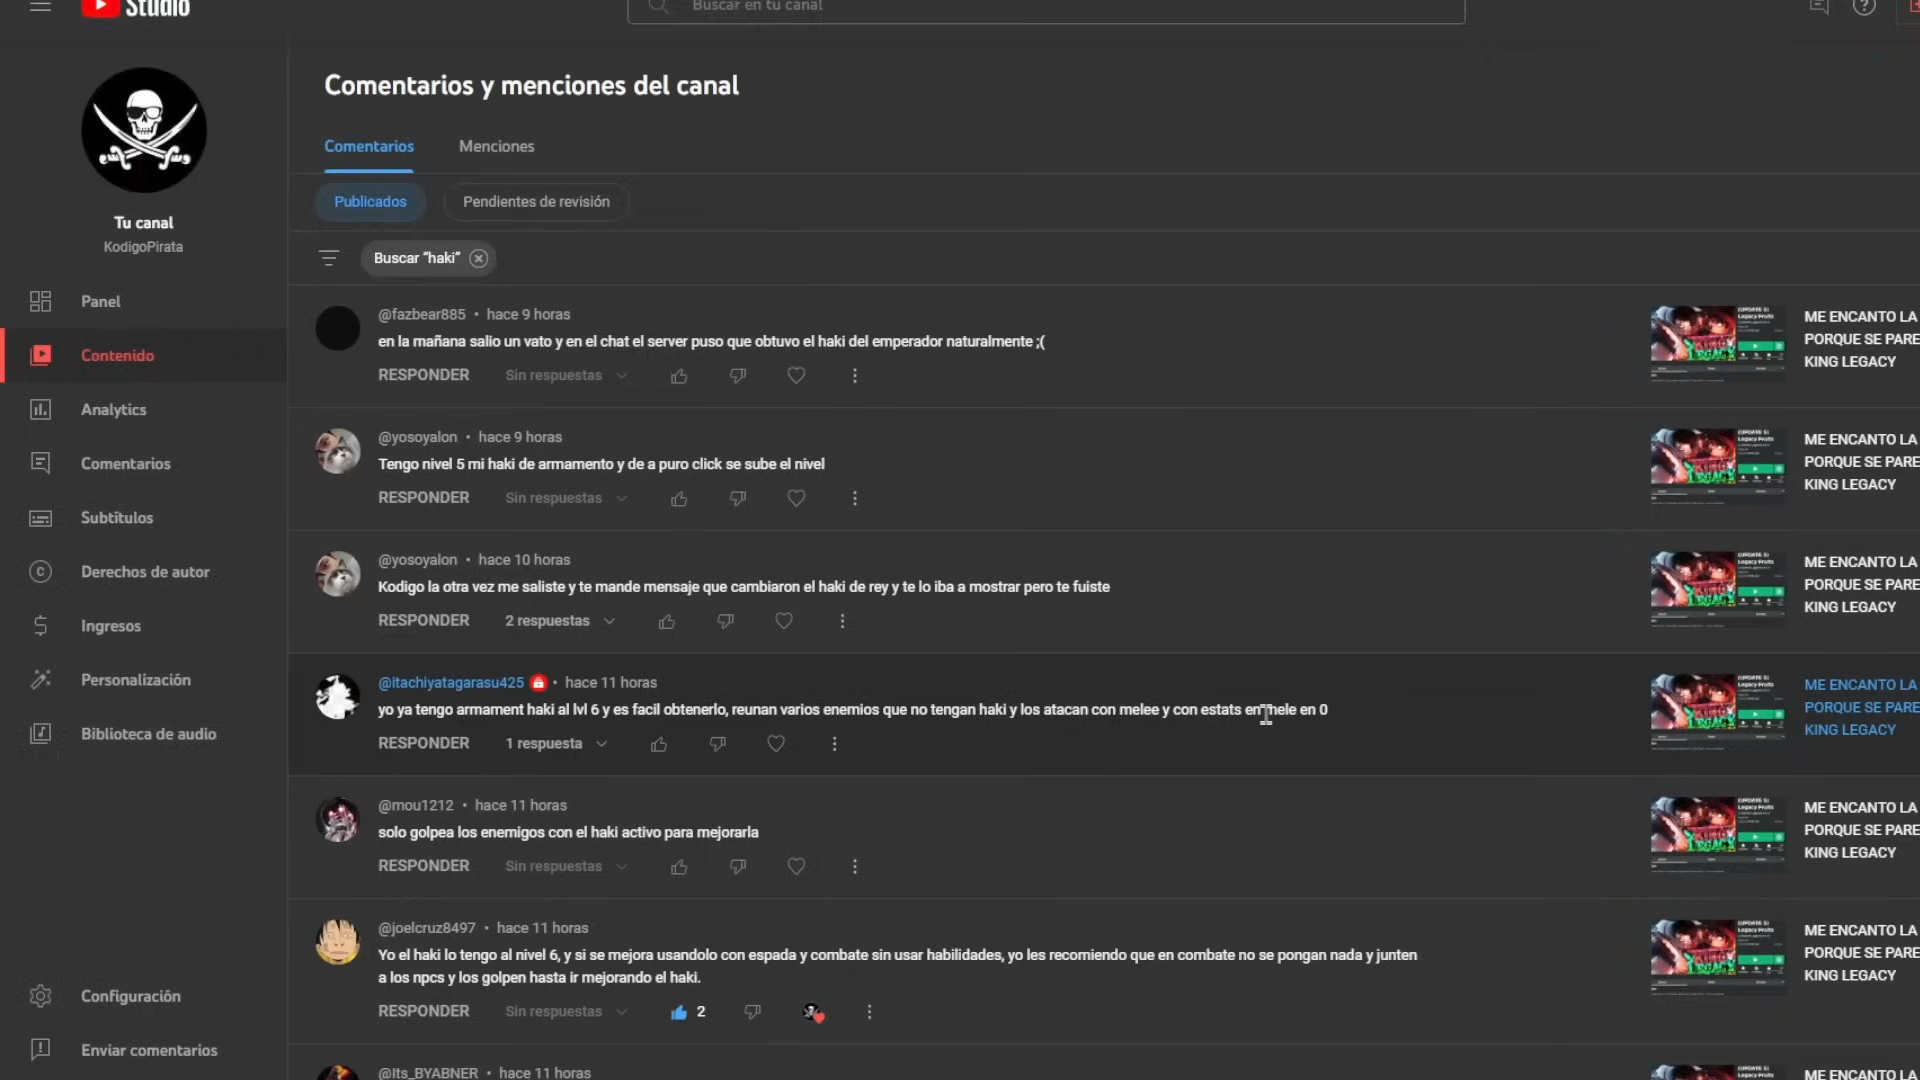 Studio
Buscar en tu canal
Comentarios y menciones del canal
Comentarios
Menciones
Publicados
Pendientes de revisión
Buscar “haki”
Tu canal
KodigoPirata
Panel
Contenido
Analytics
Comentarios
Subtítulos
Derechos de autor
Ingresos
Personalización
Biblioteca de audio
Configuración
Enviar comentarios
@fazbear885 • hace 9 horas
en la mañana salio un vato y en el chat el server puso que obtuvo el haki del emperador naturalmente ;(
RESPONDER Sin respuestas
ME ENCANTO LA
PORQUE SE PARE
KING LEGACY
@yosoyalon • hace 9 horas
Tengo nivel 5 mi haki de armamento y de a puro click se sube el nivel
RESPONDER Sin respuestas
ME ENCANTO LA
PORQUE SE PARE
KING LEGACY
@yosoyalon • hace 10 horas
Kodigo la otra vez me saliste y te mande mensaje que cambiaron el haki de rey y te lo iba a mostrar pero te fuiste
RESPONDER 2 respuestas
ME ENCANTO LA
PORQUE SE PARE
KING LEGACY
@itachiyatagarasu425 • hace 11 horas
yo ya tengo armament haki al lvl 6 y es facil obtenerlo, reunan varios enemios que no tengan haki y los atacan con melee y con estats en mele en 0
RESPONDER 1 respuesta
ME ENCANTO LA
PORQUE SE PARE
KING LEGACY
@mou1212 • hace 11 horas
solo golpea los enemigos con el haki activo para mejorarla
RESPONDER Sin respuestas
ME ENCANTO LA
PORQUE SE PARE
KING LEGACY
@joelcruz8497 • hace 11 horas
Yo el haki lo tengo al nivel 6, y si se mejora usandolo con espada y combate sin usar habilidades, yo les recomiendo que en combate no se pongan nada y junten
a los npcs y los golpen hasta ir mejorando el haki.
RESPONDER Sin respuestas 2
ME ENCANTO LA
PORQUE SE PARE
KING LEGACY
@Its_BYABNER • hace 11 horas
ME ENCANTO LA